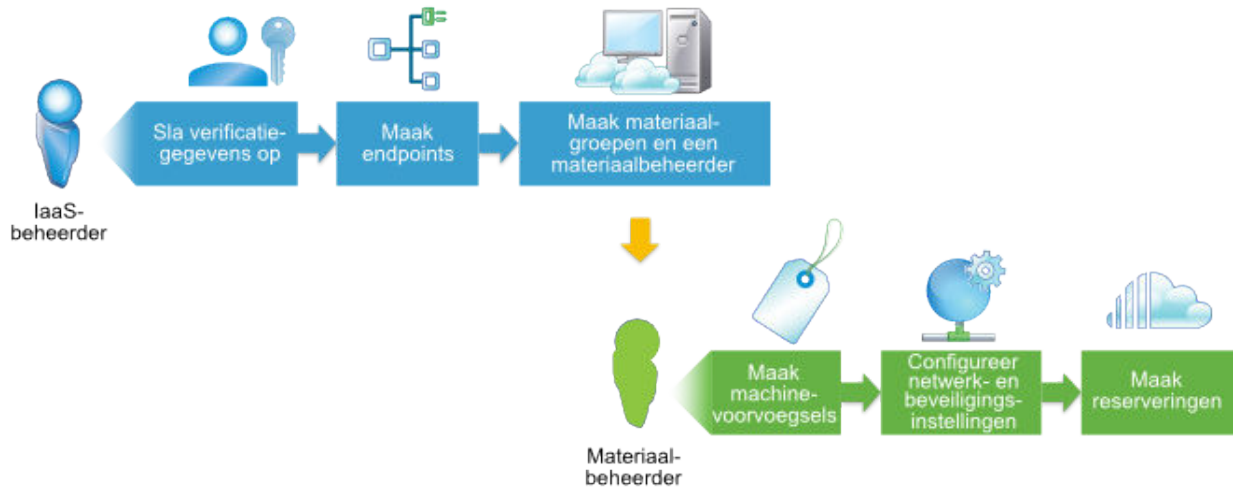 Sla verificatie-
gegevens op
Maak
endpoints
Maak materiaal-
groepen en een
materiaalbeheerder
IaaS-
beheerder
Maak
machine-
voorvoegsels
Configureer
netwerk- en
beveiligings-
instellingen
Maak
reserveringen
Materiaal-
beheerder